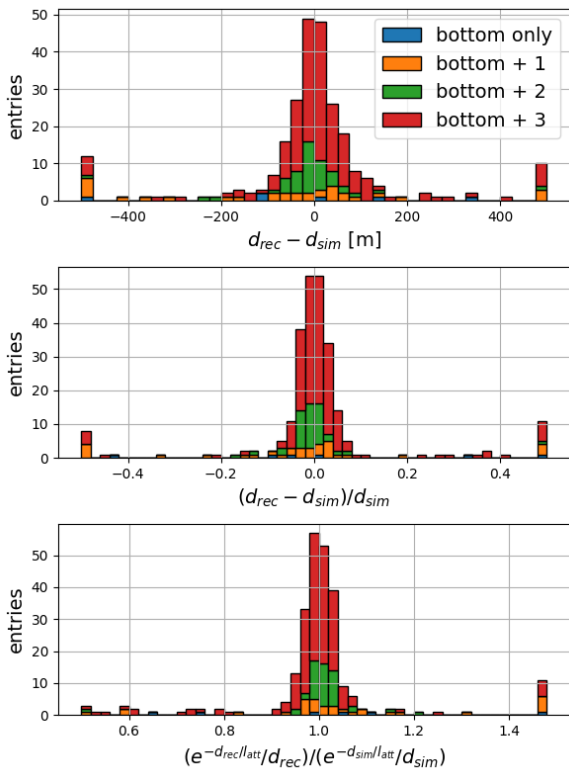 50
40
30
20
10
0
entries
bottom only
bottom + 1
bottom + 2
bottom + 3
−400 −200 0 200 400
d_rec − d_sim [m]
50
40
30
20
10
0
entries
−0.4 −0.2 0.0 0.2 0.4
(d_rec − d_sim)/d_sim
50
40
30
20
10
0
entries
0.6 0.8 1.0 1.2 1.4
(e^{−d_rec/l_att}/d_rec)/(e^{−d_sim/l_att}/d_sim)